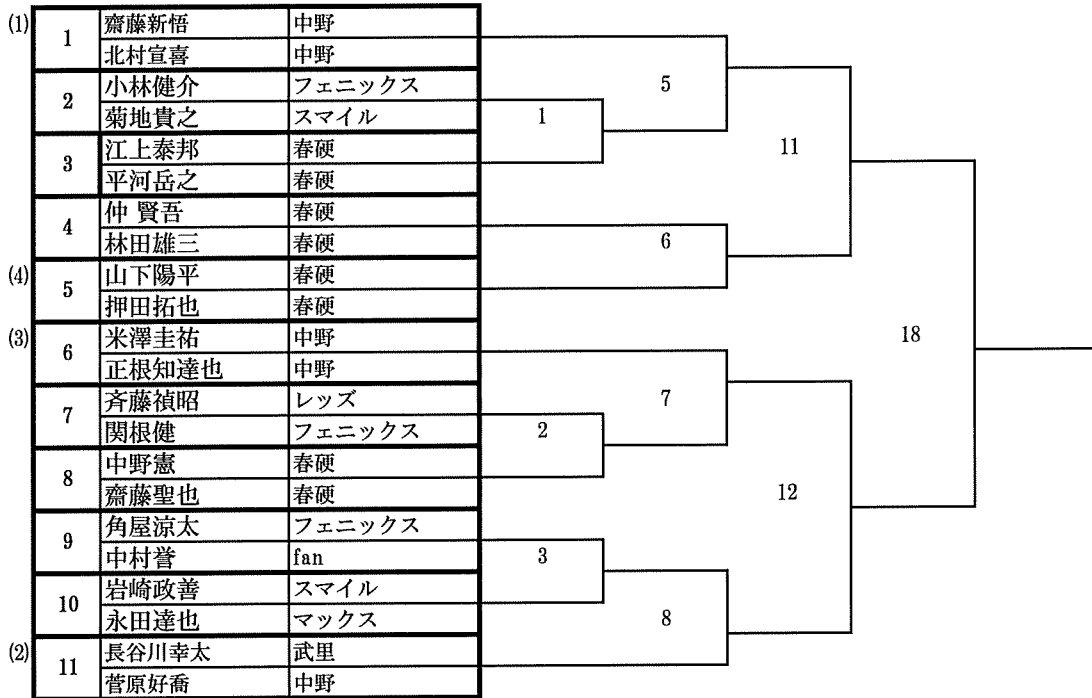 (1) 1 齋藤新悟 中野
北村宣喜 中野
2 小林健介 フェニックス
菊地貴之 スマイル
3 江上泰邦 春硬
平河岳之 春硬
4 仲 賢吾 春硬
林田雄三 春硬
(4) 5 山下陽平 春硬
押田拓也 春硬
(3) 6 米澤圭祐 中野
正根知達也 中野
7 斉藤禎昭 レッズ
関根健 フェニックス
8 中野憲 春硬
齋藤聖也 春硬
9 角屋涼太 フェニックス
中村誉 fan
10 岩崎政善 スマイル
永田達也 マックス
(2) 11 長谷川幸太 武里
菅原好喬 中野
1
2
3
5
6
7
8
11
12
18